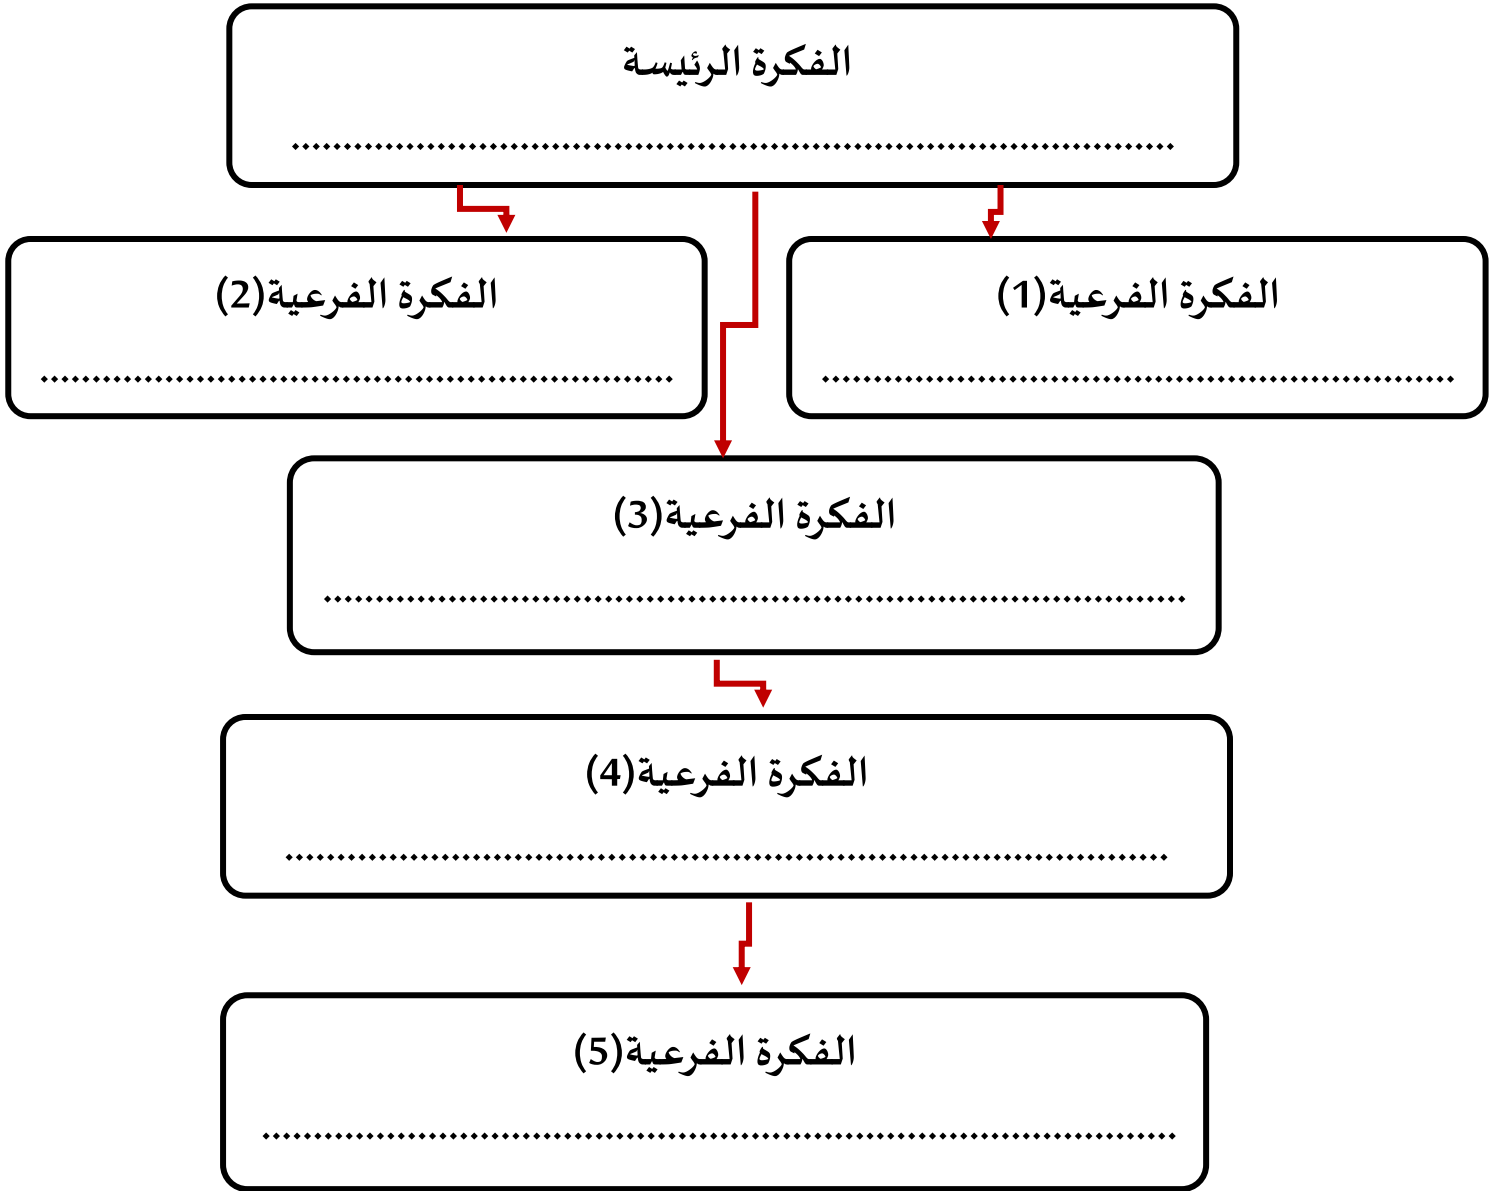 الفكرة الرئيسة
....................................................................................
الفكرة الفرعية(1)
.............................................................
الفكرة الفرعية(2)
.............................................................
الفكرة الفرعية(3)
...................................................................................
الفكرة الفرعية(4)
.....................................................................................
الفكرة الفرعية(5)
........................................................................................